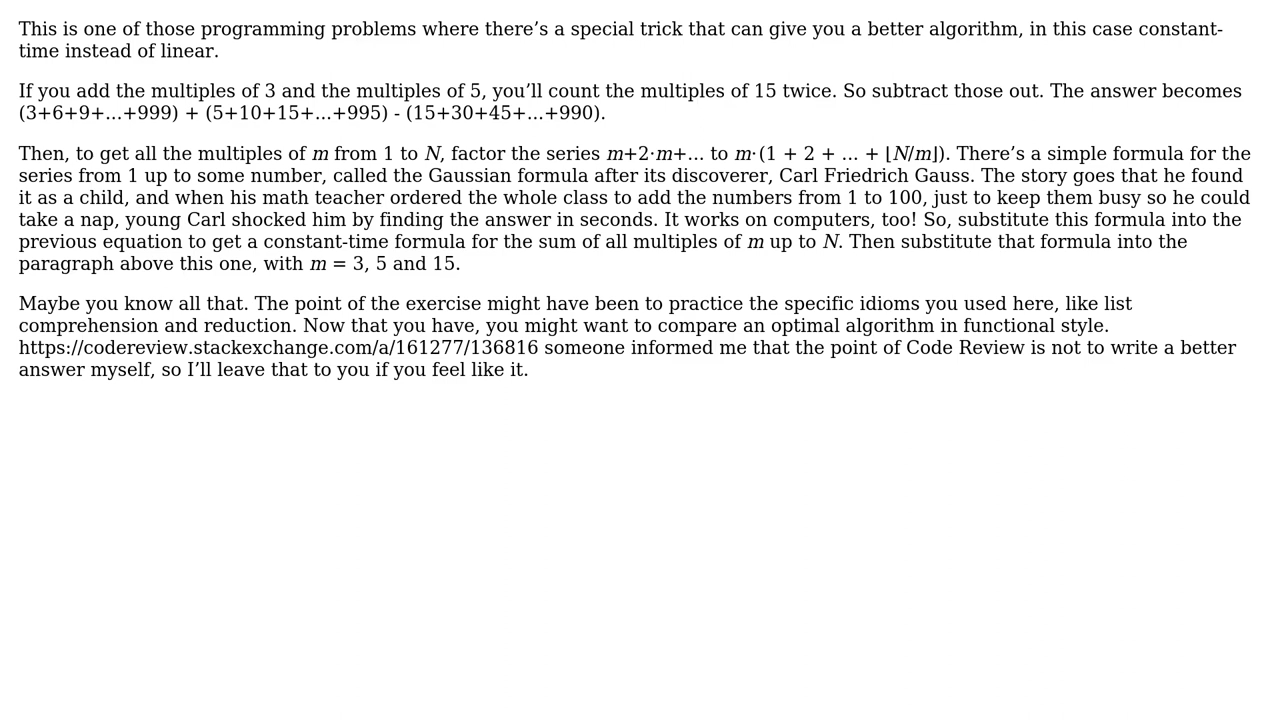 This is one of those programming problems where there’s a special trick that can give you a better algorithm, in this case constant-
time instead of linear.
If you add the multiples of 3 and the multiples of 5, you’ll count the multiples of 15 twice. So subtract those out. The answer becomes
(3+6+9+...+999) + (5+10+15+...+995) - (15+30+45+...+990).
Then, to get all the multiples of m from 1 to N, factor the series m+2·m+... to m·(1 + 2 + ... + ⌊N/m⌋). There’s a simple formula for the
series from 1 up to some number, called the Gaussian formula after its discoverer, Carl Friedrich Gauss. The story goes that he found
it as a child, and when his math teacher ordered the whole class to add the numbers from 1 to 100, just to keep them busy so he could
take a nap, young Carl shocked him by finding the answer in seconds. It works on computers, too! So, substitute this formula into the
previous equation to get a constant-time formula for the sum of all multiples of m up to N. Then substitute that formula into the
paragraph above this one, with m = 3, 5 and 15.
Maybe you know all that. The point of the exercise might have been to practice the specific idioms you used here, like list
comprehension and reduction. Now that you have, you might want to compare an optimal algorithm in functional style.
https://codereview.stackexchange.com/a/161277/136816 someone informed me that the point of Code Review is not to write a better
answer myself, so I’ll leave that to you if you feel like it.